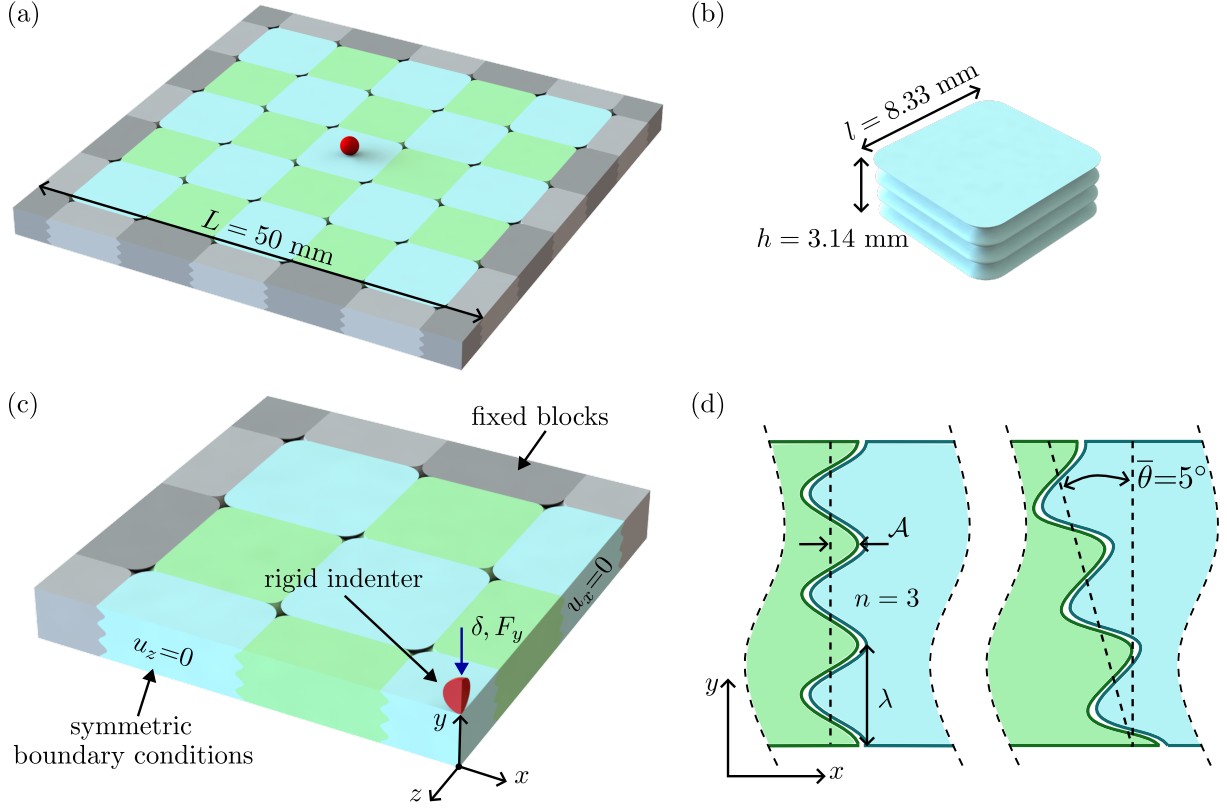 (a)
L = 50 mm
(b)
l = 8.33 mm
h = 3.14 mm
(c)
fixed blocks
rigid indenter
δ, F_y
u_x=0
u_z=0
symmetric
boundary conditions
y
x
z
(d)
𝒜
n = 3
λ
y
x
θ̅=5°